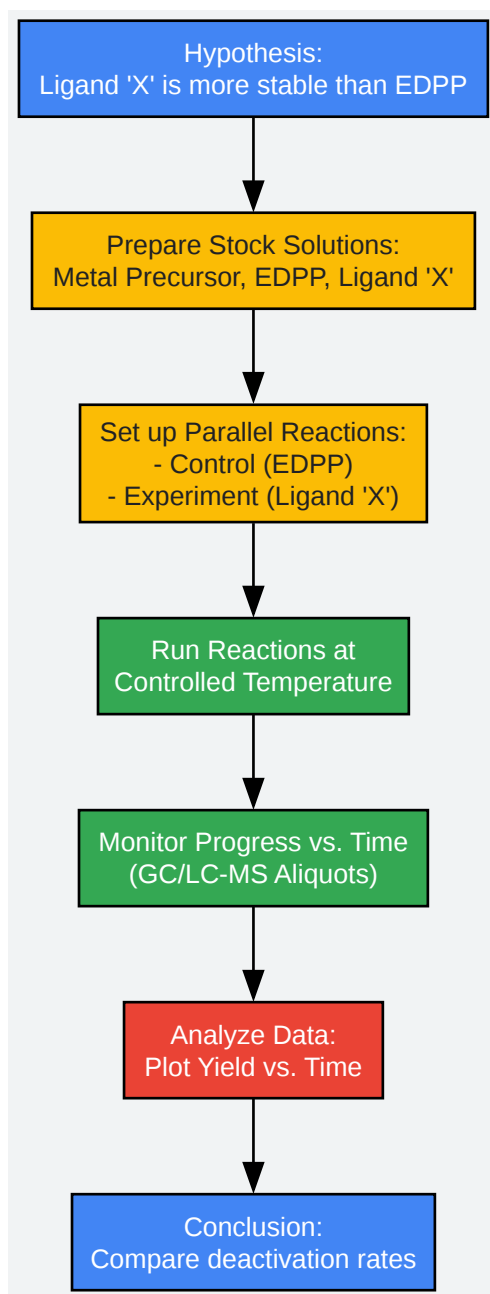 Hypothesis:
Ligand 'X' is more stable than EDPP
Prepare Stock Solutions:
Metal Precursor, EDPP, Ligand 'X'
Set up Parallel Reactions:
- Control (EDPP)
- Experiment (Ligand 'X')
Run Reactions at
Controlled Temperature
Monitor Progress vs. Time
(GC/LC-MS Aliquots)
Analyze Data:
Plot Yield vs. Time
Conclusion:
Compare deactivation rates